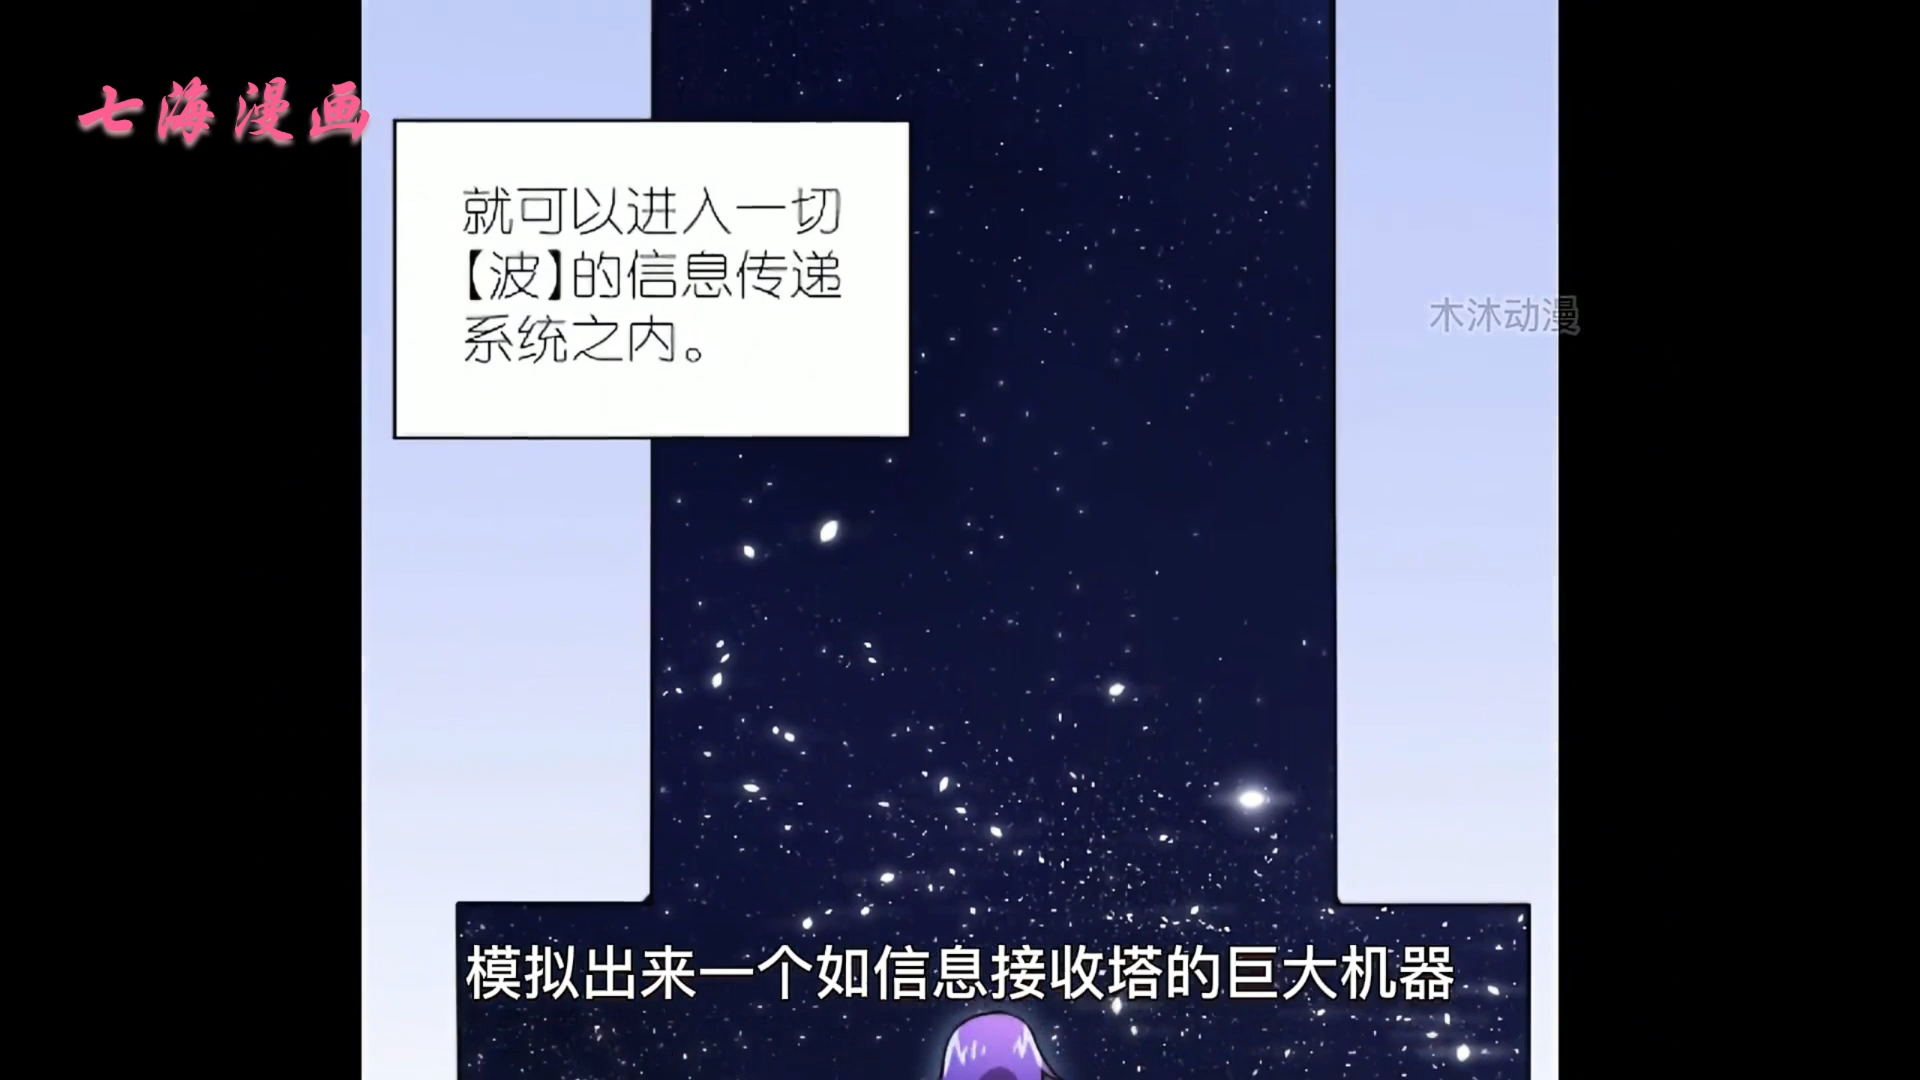 七海漫画
就可以进入一切
【波】的信息传递
系统之内。
木沐动漫
模拟出来一个如信息接收塔的巨大机器